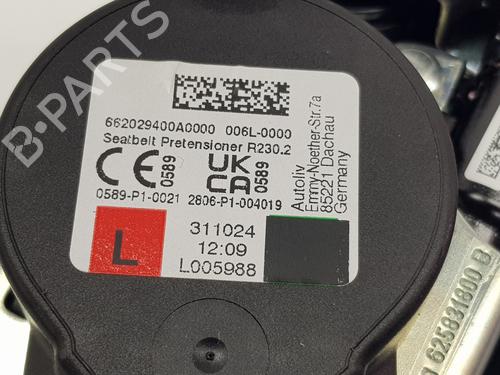 B-PARTS
662029400A0000 006L-0000
Seatbelt Pretensioner R230.2
CE 0589
UK CA 0589
0589-P1-0021 2806-P1-004019
Autoliv
Emmy-Noether-Str.7a
85221 Dachau
Germany
L
311024
12:09
L005988
625831800 B